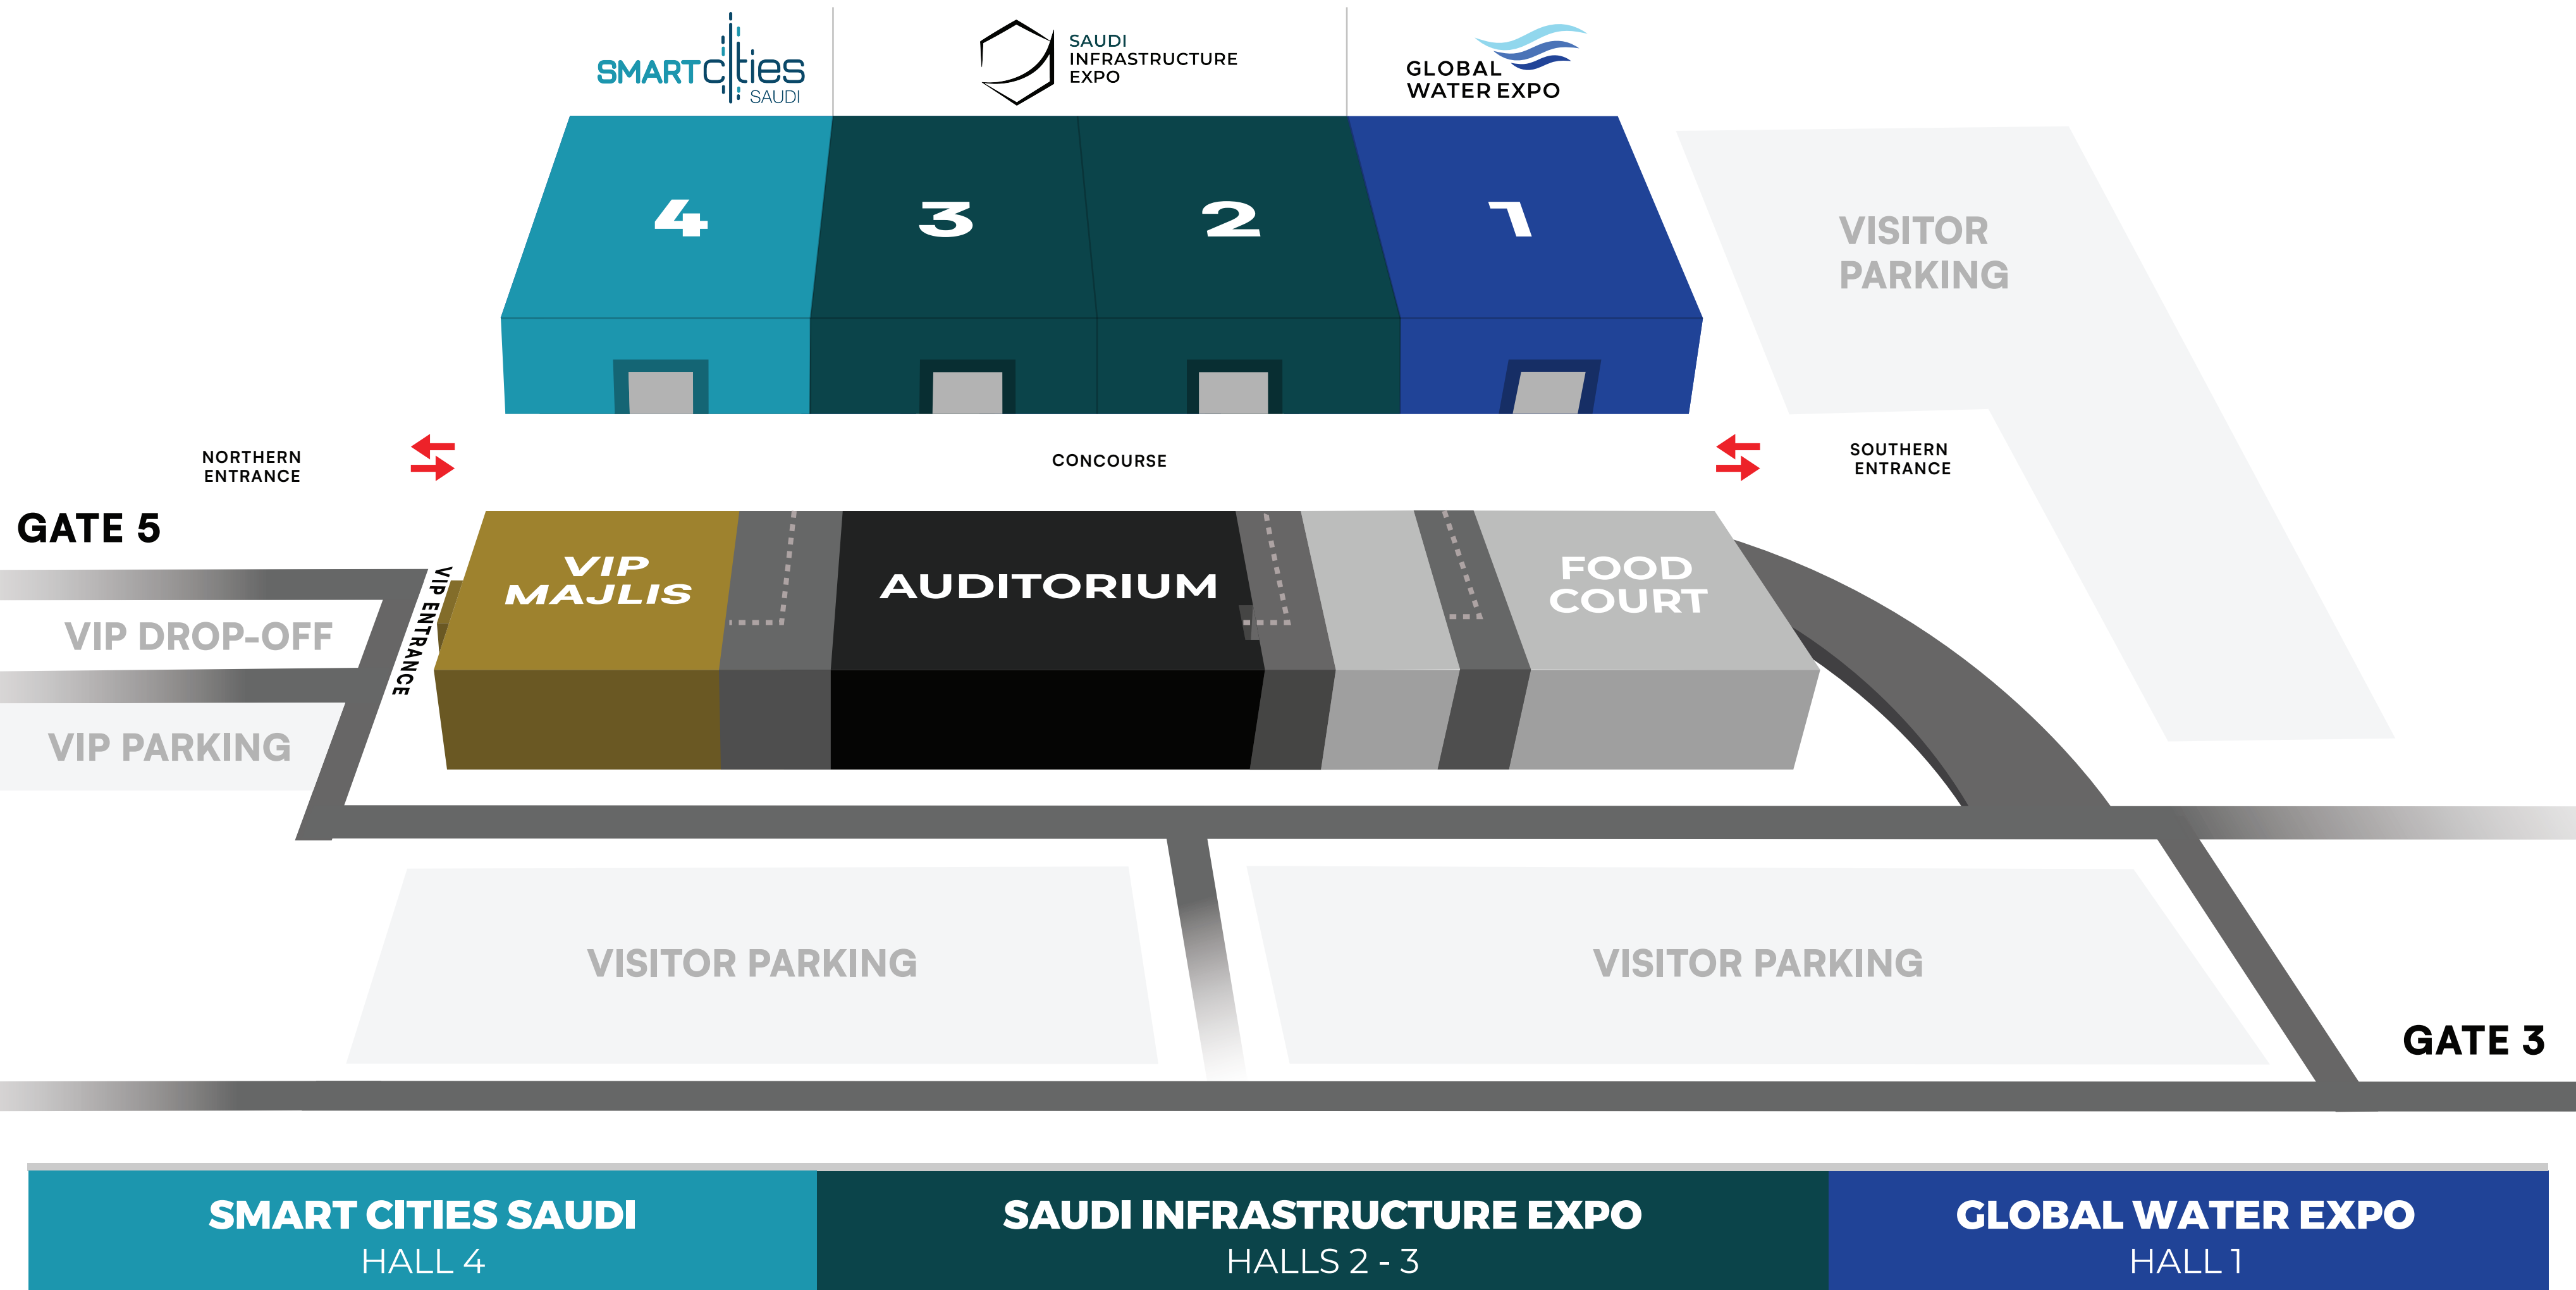 SMARTcities
SAUDI
SAUDI
INFRASTRUCTURE
EXPO
GLOBAL
WATER EXPO
4
3
2
1
VISITOR
PARKING
NORTHERN
ENTRANCE
CONCOURSE
SOUTHERN
ENTRANCE
GATE 5
VIP ENTRANCE
VIP
MAJLIS
AUDITORIUM
FOOD
COURT
VIP DROP-OFF
VIP PARKING
VISITOR PARKING
VISITOR PARKING
GATE 3
SMART CITIES SAUDI
HALL 4
SAUDI INFRASTRUCTURE EXPO
HALLS 2 - 3
GLOBAL WATER EXPO
HALL 1